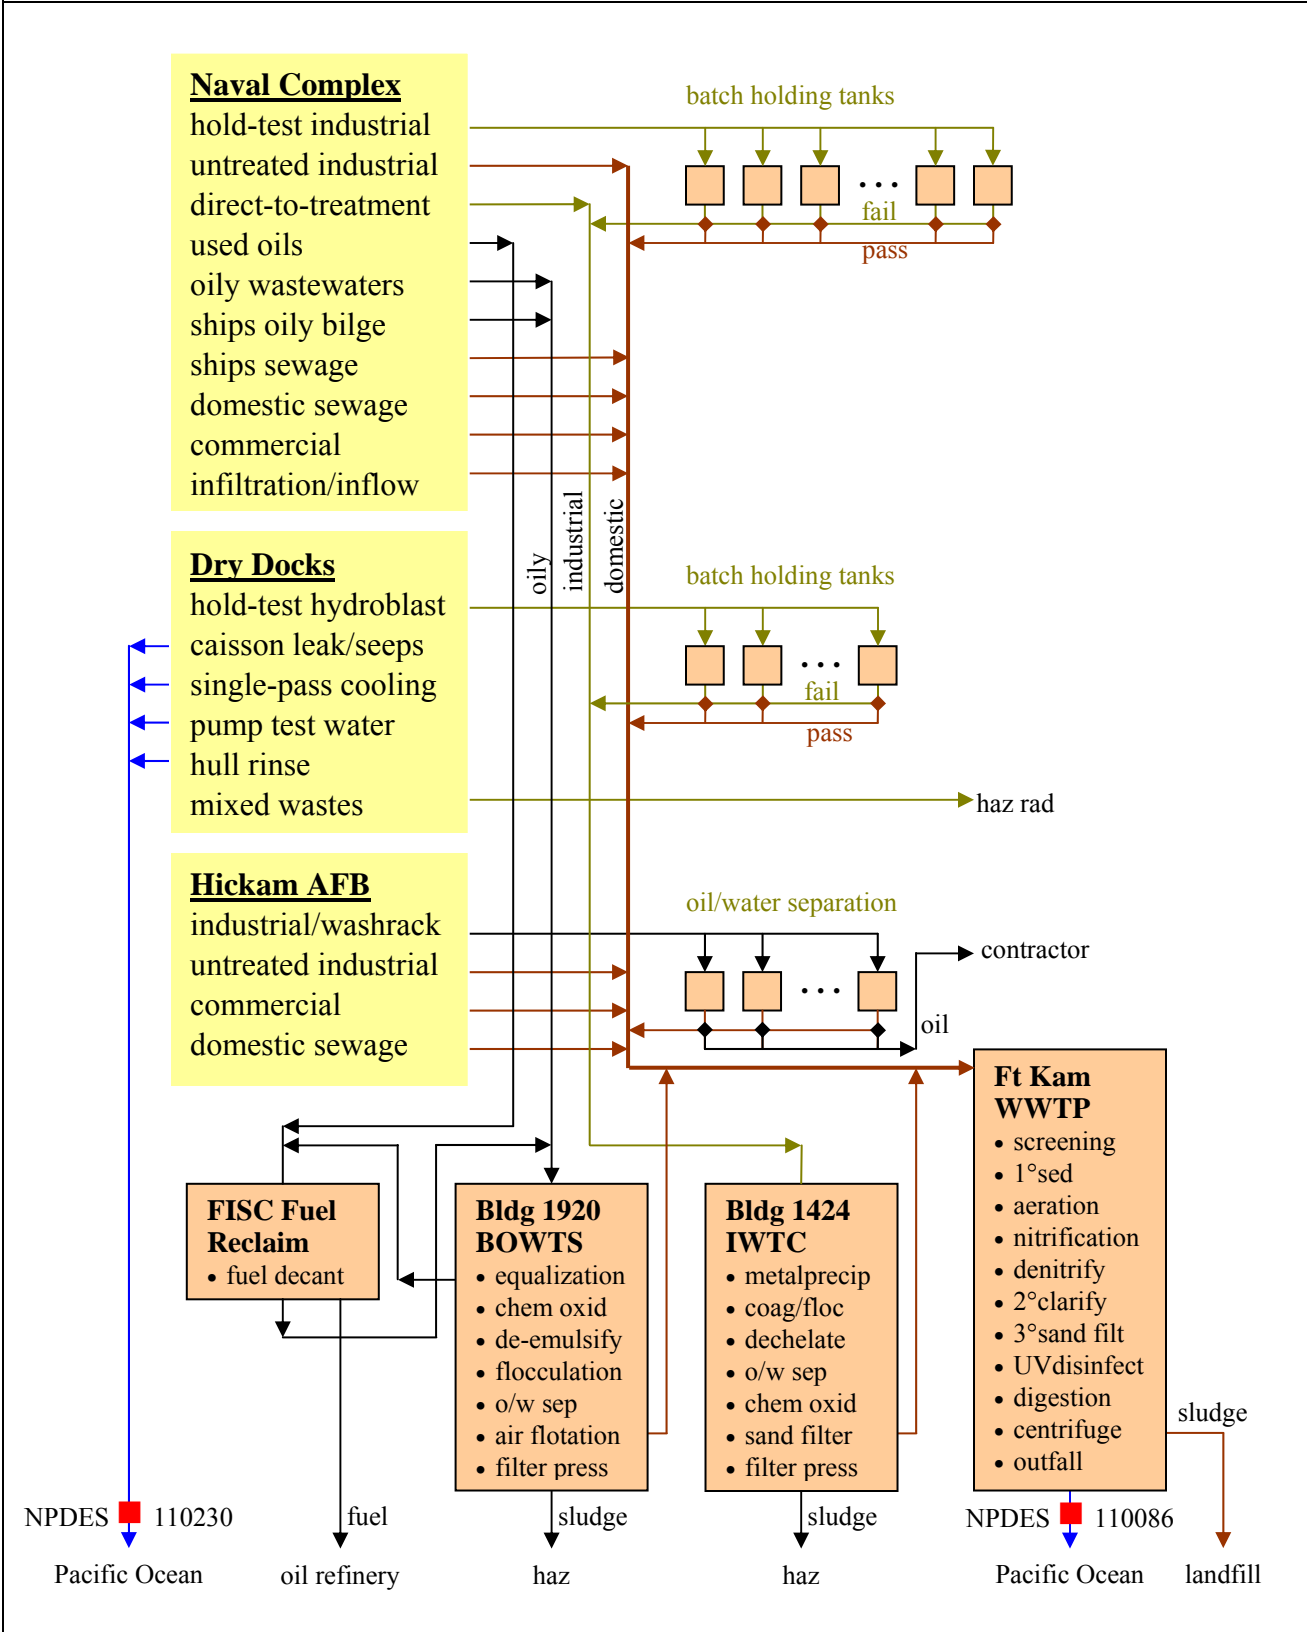 Naval Complex
hold-test industrial
untreated industrial
direct-to-treatment
used oils
oily wastewaters
ships oily bilge
ships sewage
domestic sewage
commercial
infiltration/inflow
batch holding tanks
. . .
fail
pass
oily
industrial
domestic
Dry Docks
hold-test hydroblast
caisson leak/seeps
single-pass cooling
pump test water
hull rinse
mixed wastes
batch holding tanks
. . .
fail
pass
haz rad
Hickam AFB
industrial/washrack
untreated industrial
commercial
domestic sewage
oil/water separation
. . .
contractor
oil
FISC Fuel
Reclaim
• fuel decant
Bldg 1920
BOWTS
• equalization
• chem oxid
• de-emulsify
• flocculation
• o/w sep
• air flotation
• filter press
Bldg 1424
IWTC
• metalprecip
• coag/floc
• dechelate
• o/w sep
• chem oxid
• sand filter
• filter press
Ft Kam
WWTP
• screening
• 1°sed
• aeration
• nitrification
• denitrify
• 2°clarify
• 3°sand filt
• UVdisinfect
• digestion
• centrifuge
• outfall
sludge
NPDES 110230
fuel
sludge
sludge
NPDES 110086
Pacific Ocean
oil refinery
haz
haz
Pacific Ocean
landfill